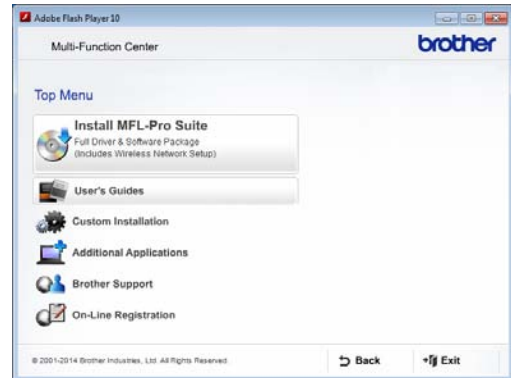 Adobe Flash Player 10
Multi-Function Center
brother
Top Menu
Install MFL-Pro Suite
Full Driver & Software Package
(Includes Wireless Network Setup)
User's Guides
Custom Installation
Additional Applications
Brother Support
On-Line Registration
© 2001-2014 Brother Industries, Ltd. All Rights Reserved.
Back
Exit